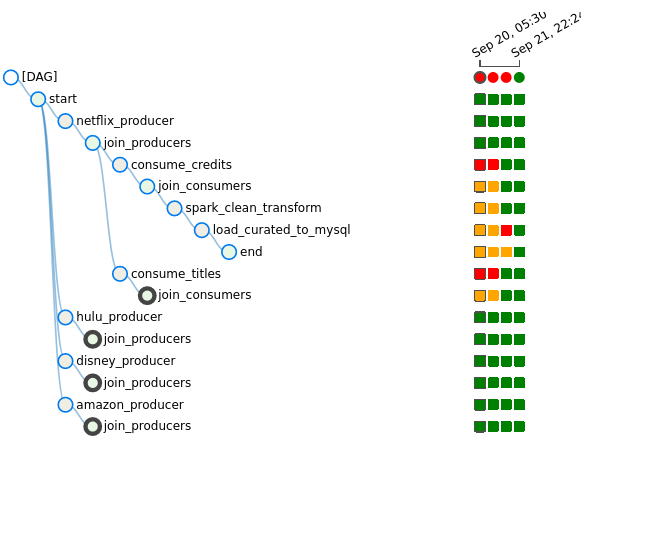 Sep 20, 05:30
Sep 21, 22:24
[DAG]
start
netflix_producer
join_producers
consume_credits
join_consumers
spark_clean_transform
load_curated_to_mysql
end
consume_titles
join_consumers
hulu_producer
join_producers
disney_producer
join_producers
amazon_producer
join_producers